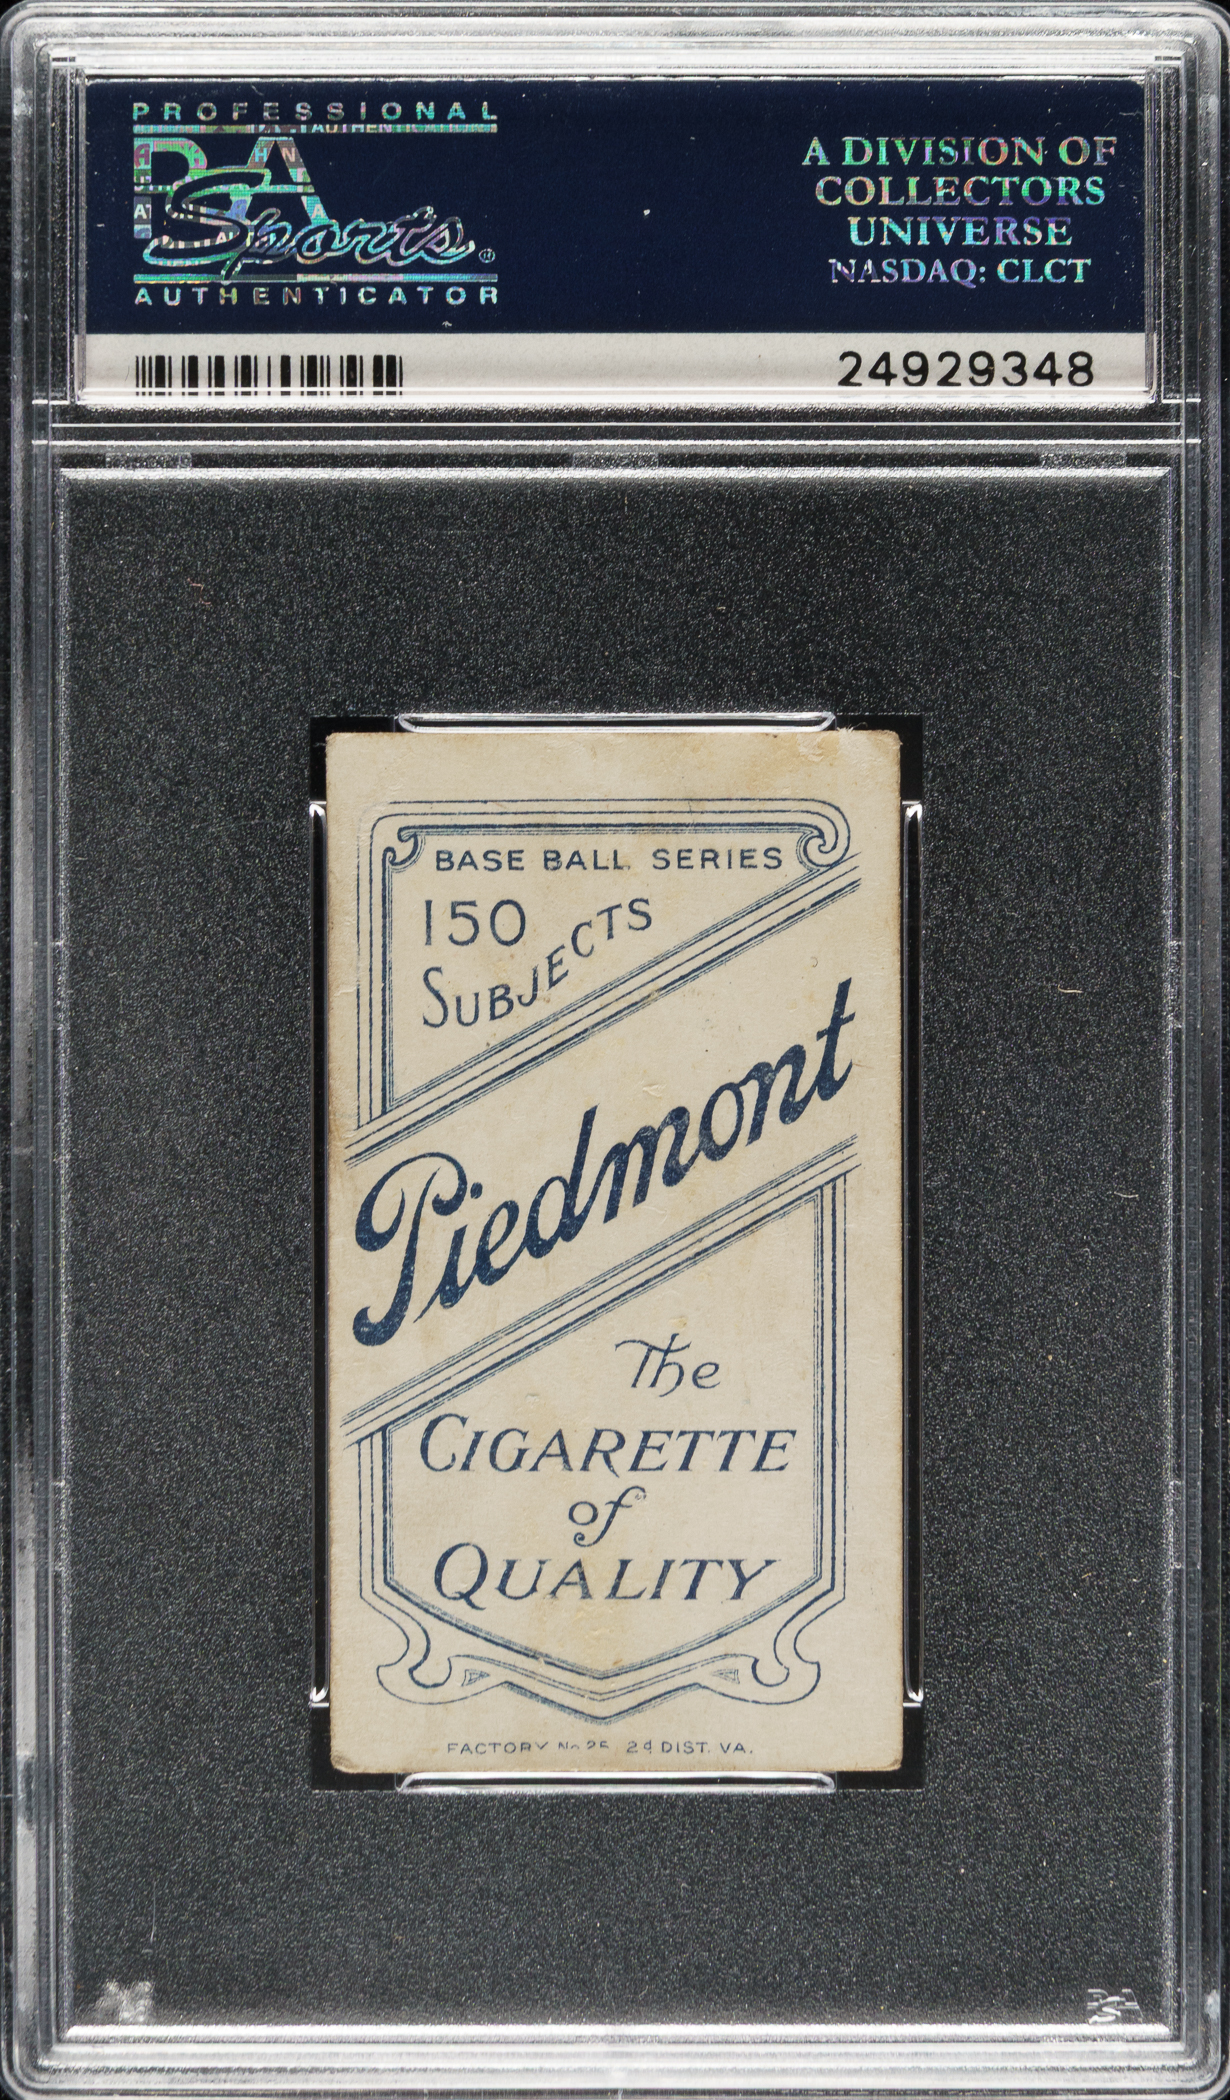 PROFESSIONAL
PSA
Sports®
AUTHENTICATOR
A DIVISION OF
COLLECTORS
UNIVERSE
NASDAQ: CLCT
24929348
BASE BALL SERIES
150
SUBJECTS
Piedmont
The
CIGARETTE
of
QUALITY
FACTORY No 25 2d DIST. VA.
PSA